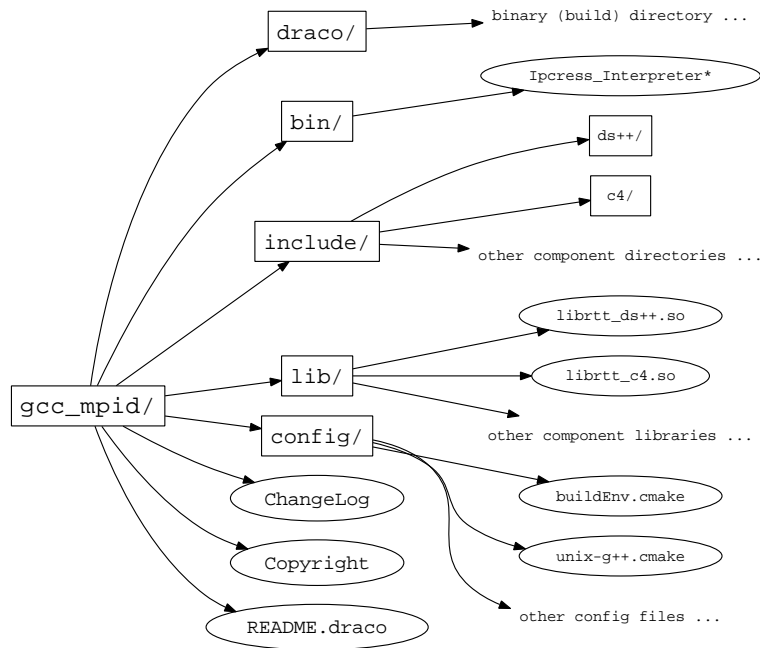 draco/
binary (build) directory ...
Ipcress_Interpreter*
bin/
ds++/
c4/
include/
other component directories ...
librtt_ds++.so
lib/
librtt_c4.so
gcc_mpid/
config/
other component libraries ...
ChangeLog
buildEnv.cmake
Copyright
unix-g++.cmake
README.draco
other config files ...